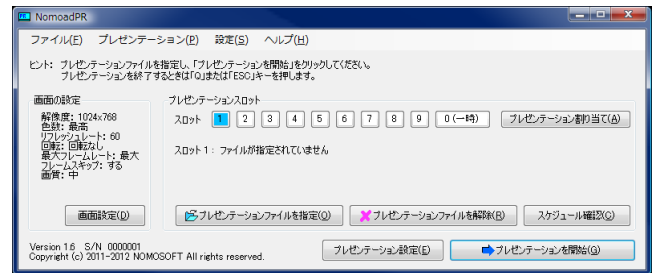 NomoadPR
ファイル(F) プレゼンテーション(P) 設定(S) ヘルプ(H)
ヒント: プレゼンテーションファイルを指定し、「プレゼンテーションを開始」をクリックしてください。
プレゼンテーションを終了するときは「Q」または「ESC」キーを押します。
画面の設定
解像度: 1024x768
色数: 最高
リフレッシュレート: 60
回転: 回転なし
最大フレームレート: 最大
フレームスキップ: する
画質: 中
画面設定(D)
プレゼンテーションスロット
スロット 1 2 3 4 5 6 7 8 9 0 (一時) プレゼンテーション割り当て(A)
スロット 1 : ファイルが指定されていません
プレゼンテーションファイルを指定(O) プレゼンテーションファイルを解除(R) スケジュール確認(C)
Version 1.6 S/N 0000001
Copyright (c) 2011-2012 NOMOSOFT All rights reserved.
プレゼンテーション設定(E) プレゼンテーションを開始(G)